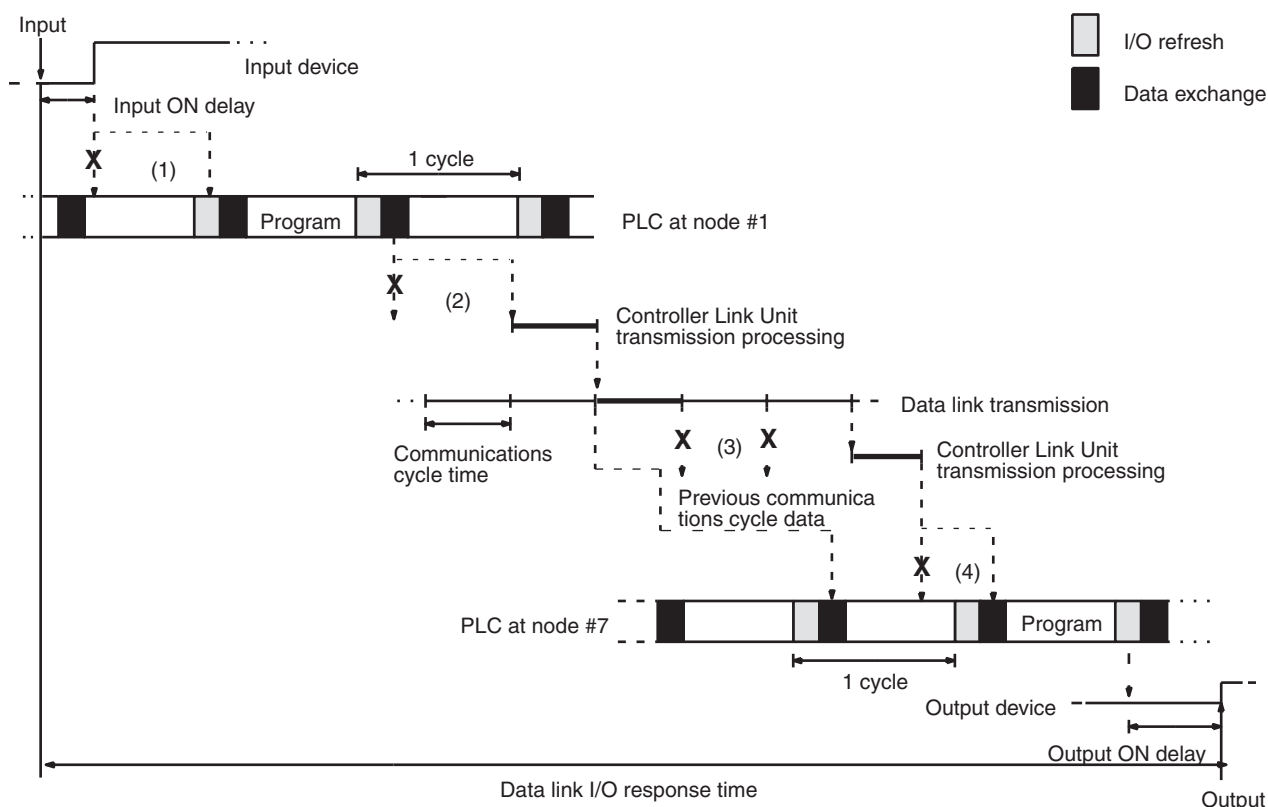 Input
I/O refresh
Input device
Data exchange
Input ON delay
X
(1)
1 cycle
Program
PLC at node #1
X
(2)
Controller Link Unit
transmission processing
Data link transmission
Communications
cycle time
X
(3)
X
Controller Link Unit
transmission processing
Previous communica
tions cycle data
X
(4)
PLC at node #7
Program
1 cycle
Output device
Output ON delay
Data link I/O response time
Output